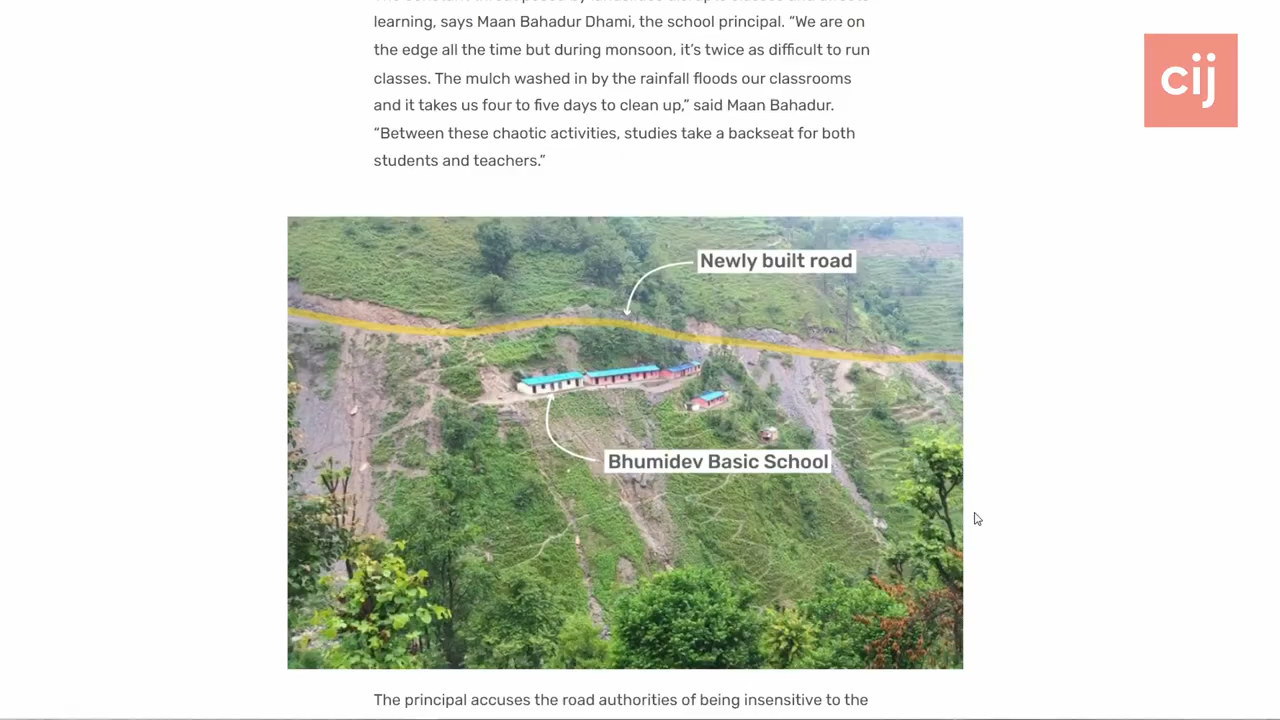 learning, says Maan Bahadur Dhami, the school principal. “We are on
the edge all the time but during monsoon, it’s twice as difficult to run
classes. The mulch washed in by the rainfall floods our classrooms
and it takes us four to five days to clean up,” said Maan Bahadur.
“Between these chaotic activities, studies take a backseat for both
students and teachers.”
cij
Newly built road
Bhumidev Basic School
The principal accuses the road authorities of being insensitive to the